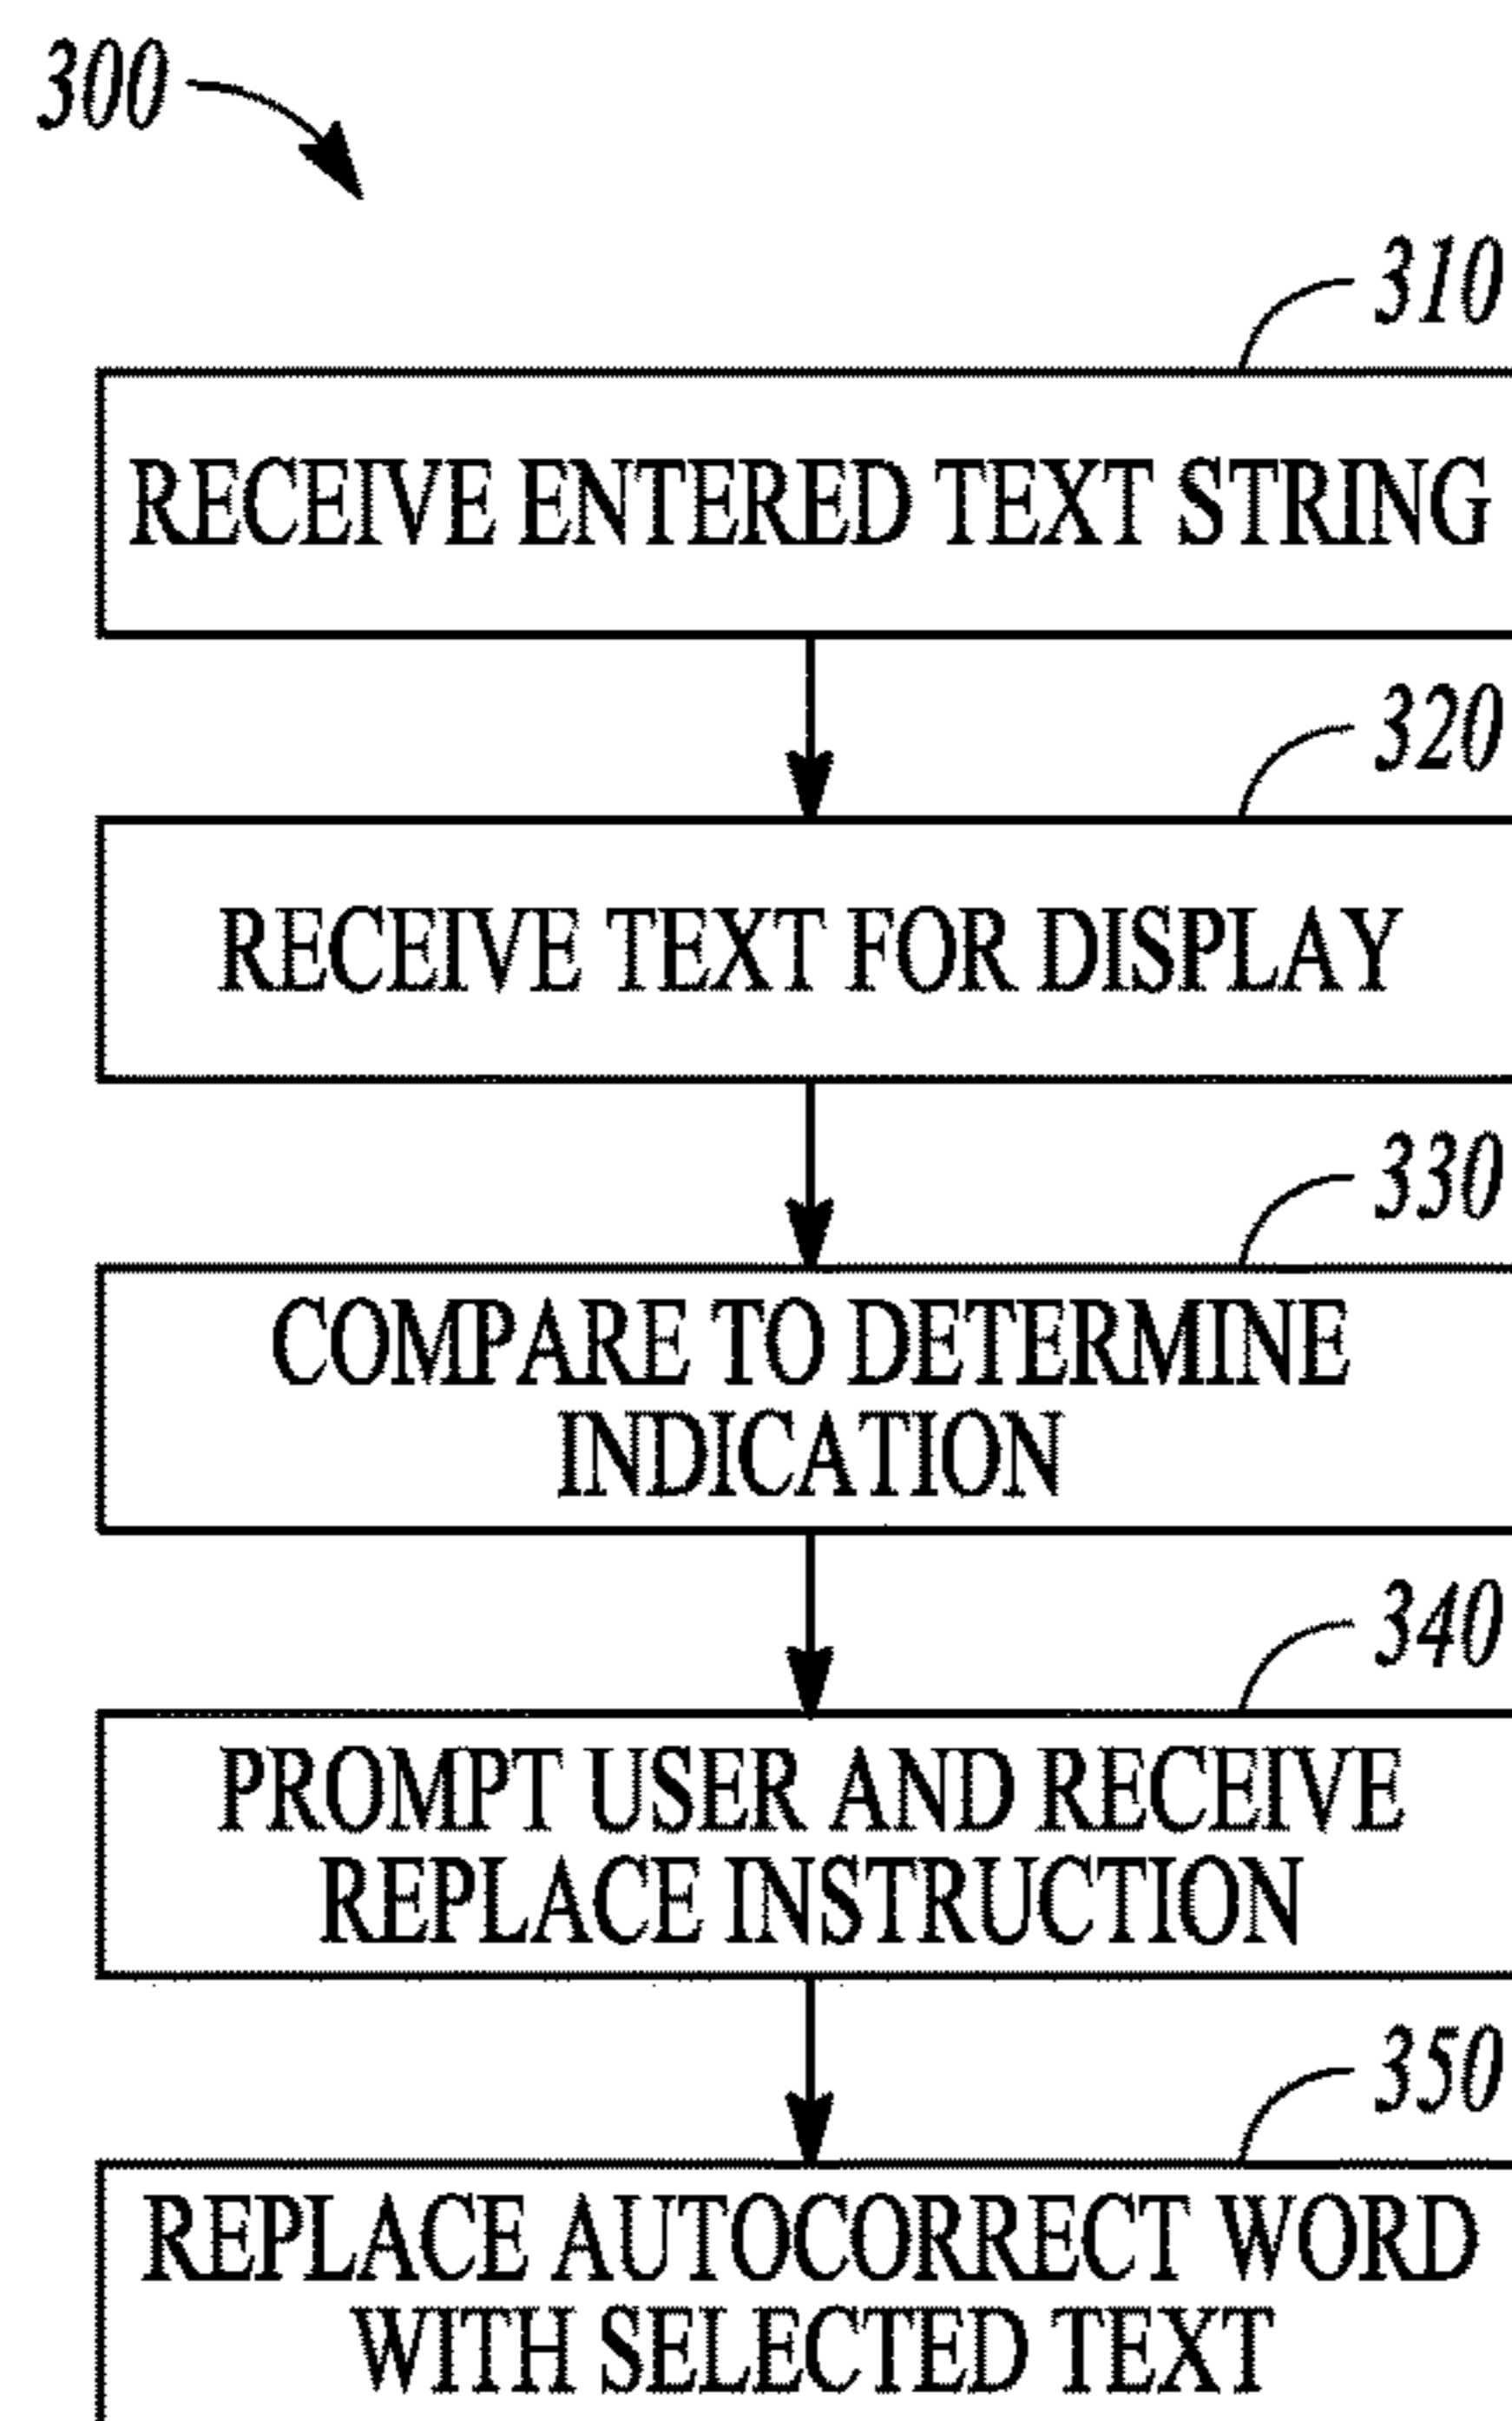 300
310
RECEIVE ENTERED TEXT STRING
320
RECEIVE TEXT FOR DISPLAY
330
COMPARE TO DETERMINE
INDICATION
340
PROMPT USER AND RECEIVE
REPLACE INSTRUCTION
350
REPLACE AUTOCORRECT WORD
WITH SELECTED TEXT